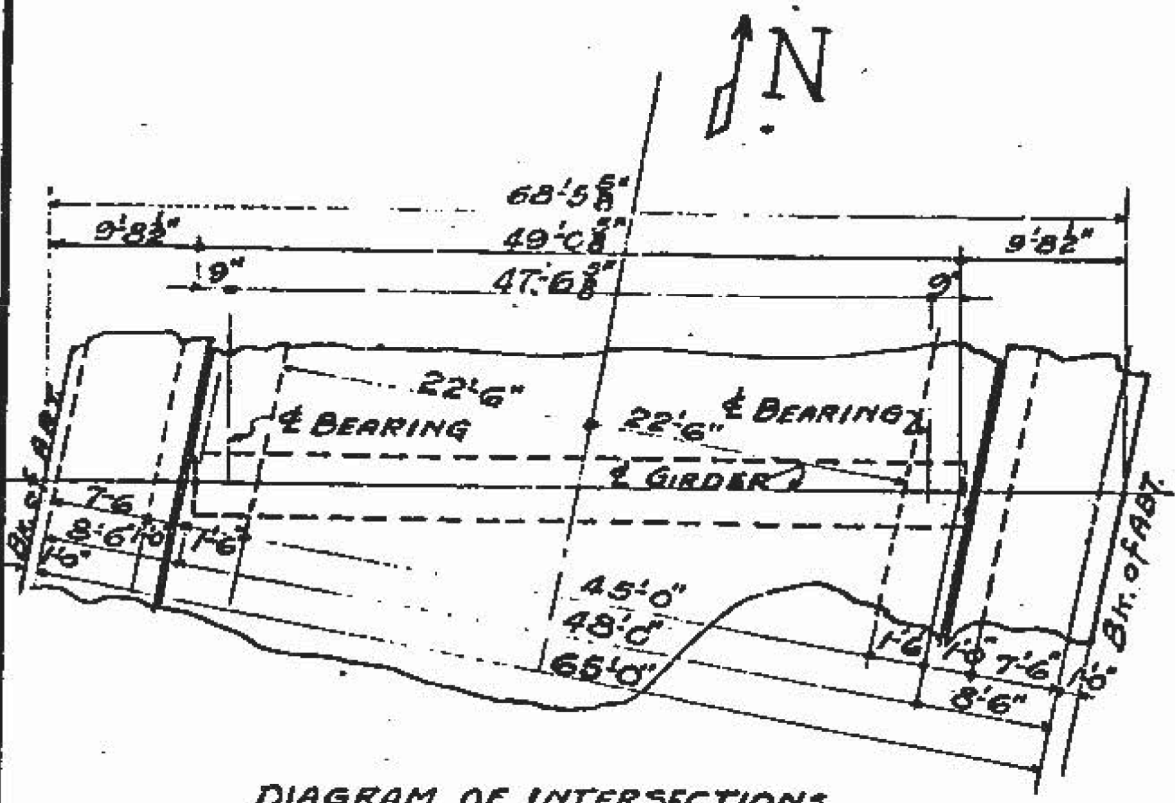 N
68'-5⅝"
9'-8½" 49'-0⅝" 9'-8½"
9" 47'-6⅝" 9"
22'-6" 22'-6"
℄ BEARING ℄ BEARING
℄ GIRDER
Bk. of ABT.
7-6
8'-6" 1'-0" 1'-6"
1'-0"
45'-0"
48'-0"
65'-0"
1'-6 1'-0" 7'-6" 1'-0"
8'-6"
Bk. of ABT.
DIAGRAM OF INTERSECTIONS